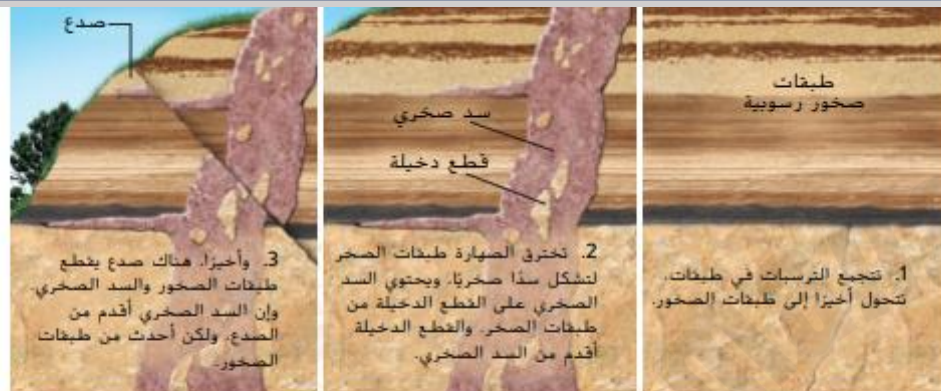 طبقات
صخور رسوبية
1. تتجمع الترسبات في طبقات.
تتحول أخيرًا إلى طبقات الصخور.
سد صخري
قطع دخيلة
2. تخترق الصهارة طبقات الصخر
لتشكل سدًا صخريًا. ويحتوي السد
الصخري على القطع الدخيلة من
طبقات الصخر. والقطع الدخيلة
أقدم من السد الصخري.
صدع
3. وأخيرًا. هناك صدع يقطع
طبقات الصخور والسد الصخري.
وإن السد الصخري أقدم من
الصدع. ولكن أحدث من طبقات
الصخور.